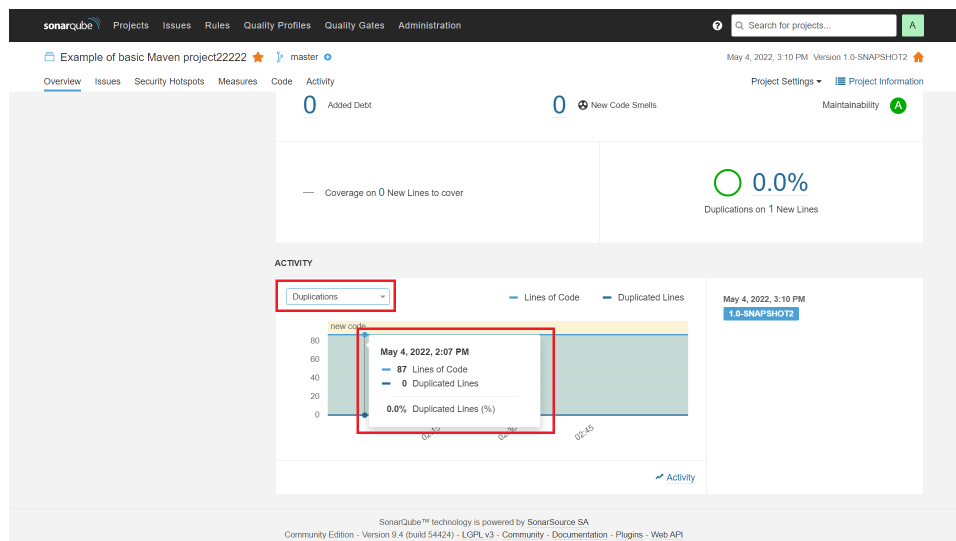 sonarqube Projects Issues Rules Quality Profiles Quality Gates Administration ? Search for projects... A
Example of basic Maven project22222 master May 4, 2022, 3:10 PM Version 1.0-SNAPSHOT2
Overview Issues Security Hotspots Measures Code Activity Project Settings Project Information
0 Added Debt 0 New Code Smells Maintainability A
— Coverage on 0 New Lines to cover
0.0%
Duplications on 1 New Lines
ACTIVITY
Duplications Lines of Code Duplicated Lines
May 4, 2022, 3:10 PM
1.0-SNAPSHOT2
new code
80
60
40
20
0
May 4, 2022, 2:07 PM
87 Lines of Code
0 Duplicated Lines
0.0% Duplicated Lines (%)
02:15 02:30 02:45
Activity
SonarQube™ technology is powered by SonarSource SA
Community Edition - Version 9.4 (build 54424) - LGPL v3 - Community - Documentation - Plugins - Web API